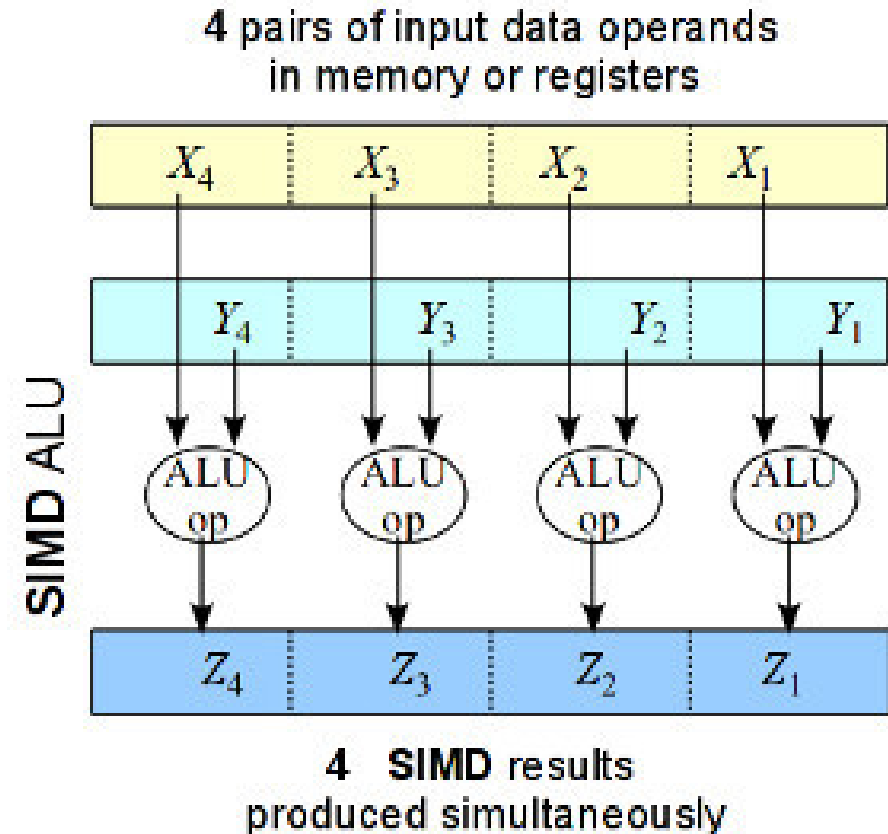 4 pairs of input data operands
in memory or registers
X₄ X₃ X₂ X₁
Y₄ Y₃ Y₂ Y₁
SIMD ALU
ALU ALU ALU ALU
op op op op
Z₄ Z₃ Z₂ Z₁
4 SIMD results
produced simultaneously